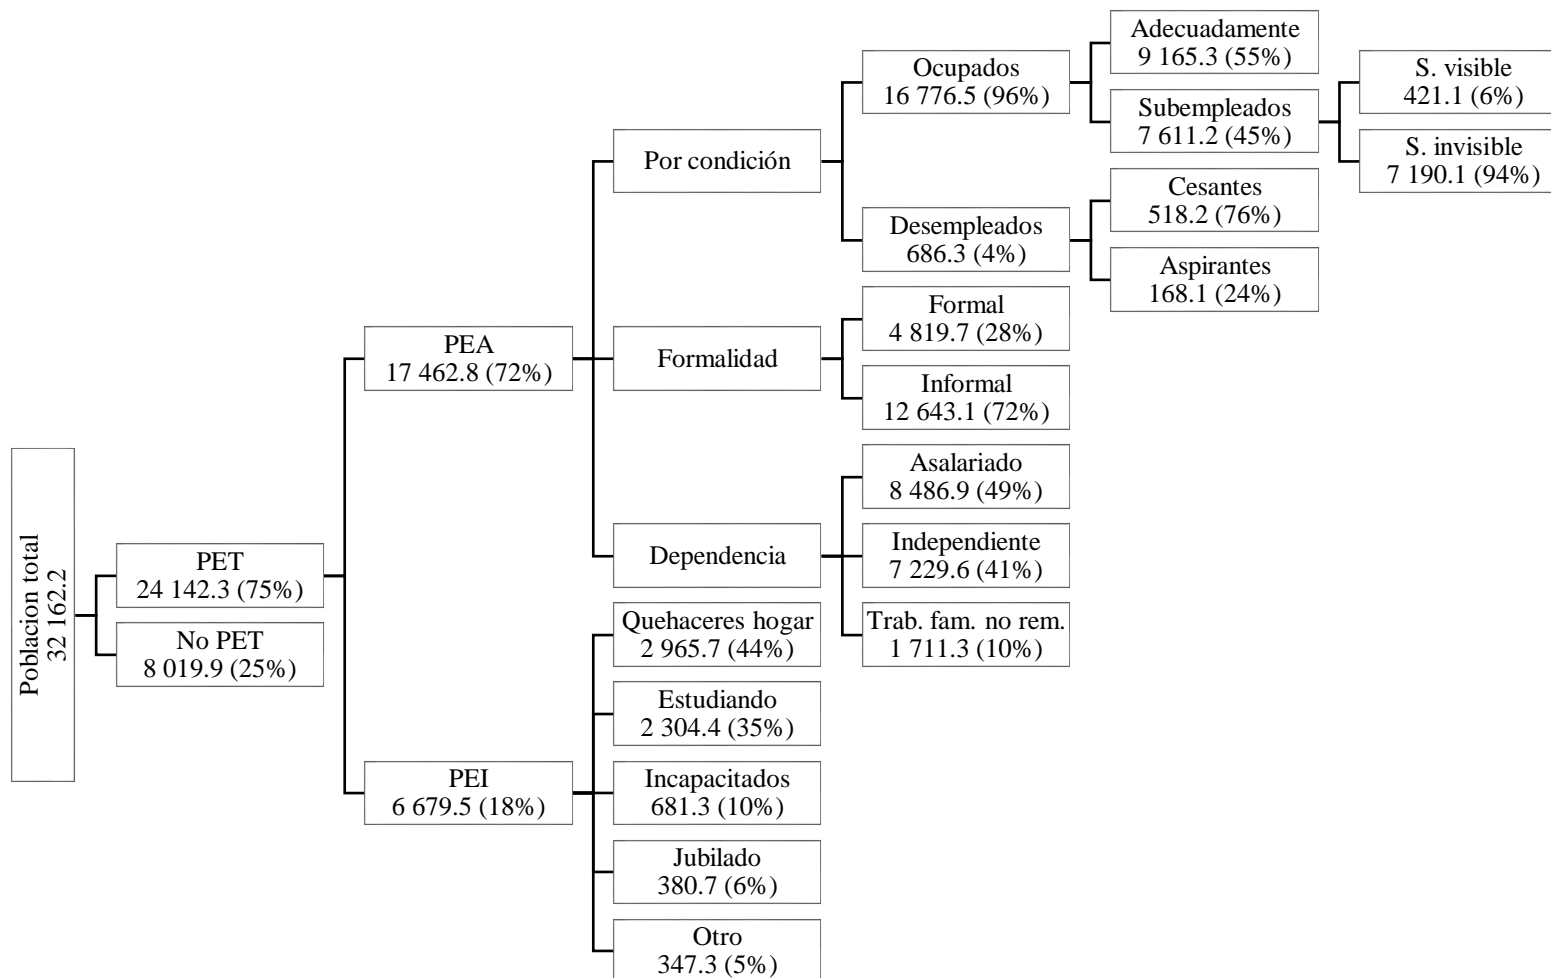 Poblacion total
32 162.2
PET
24 142.3 (75%)
No PET
8 019.9 (25%)
PEA
17 462.8 (72%)
PEI
6 679.5 (18%)
Por condición
Formalidad
Dependencia
Quehaceres hogar
2 965.7 (44%)
Estudiando
2 304.4 (35%)
Incapacitados
681.3 (10%)
Jubilado
380.7 (6%)
Otro
347.3 (5%)
Ocupados
16 776.5 (96%)
Desempleados
686.3 (4%)
Formal
4 819.7 (28%)
Informal
12 643.1 (72%)
Asalariado
8 486.9 (49%)
Independiente
7 229.6 (41%)
Trab. fam. no rem.
1 711.3 (10%)
Adecuadamente
9 165.3 (55%)
Subempleados
7 611.2 (45%)
Cesantes
518.2 (76%)
Aspirantes
168.1 (24%)
S. visible
421.1 (6%)
S. invisible
7 190.1 (94%)